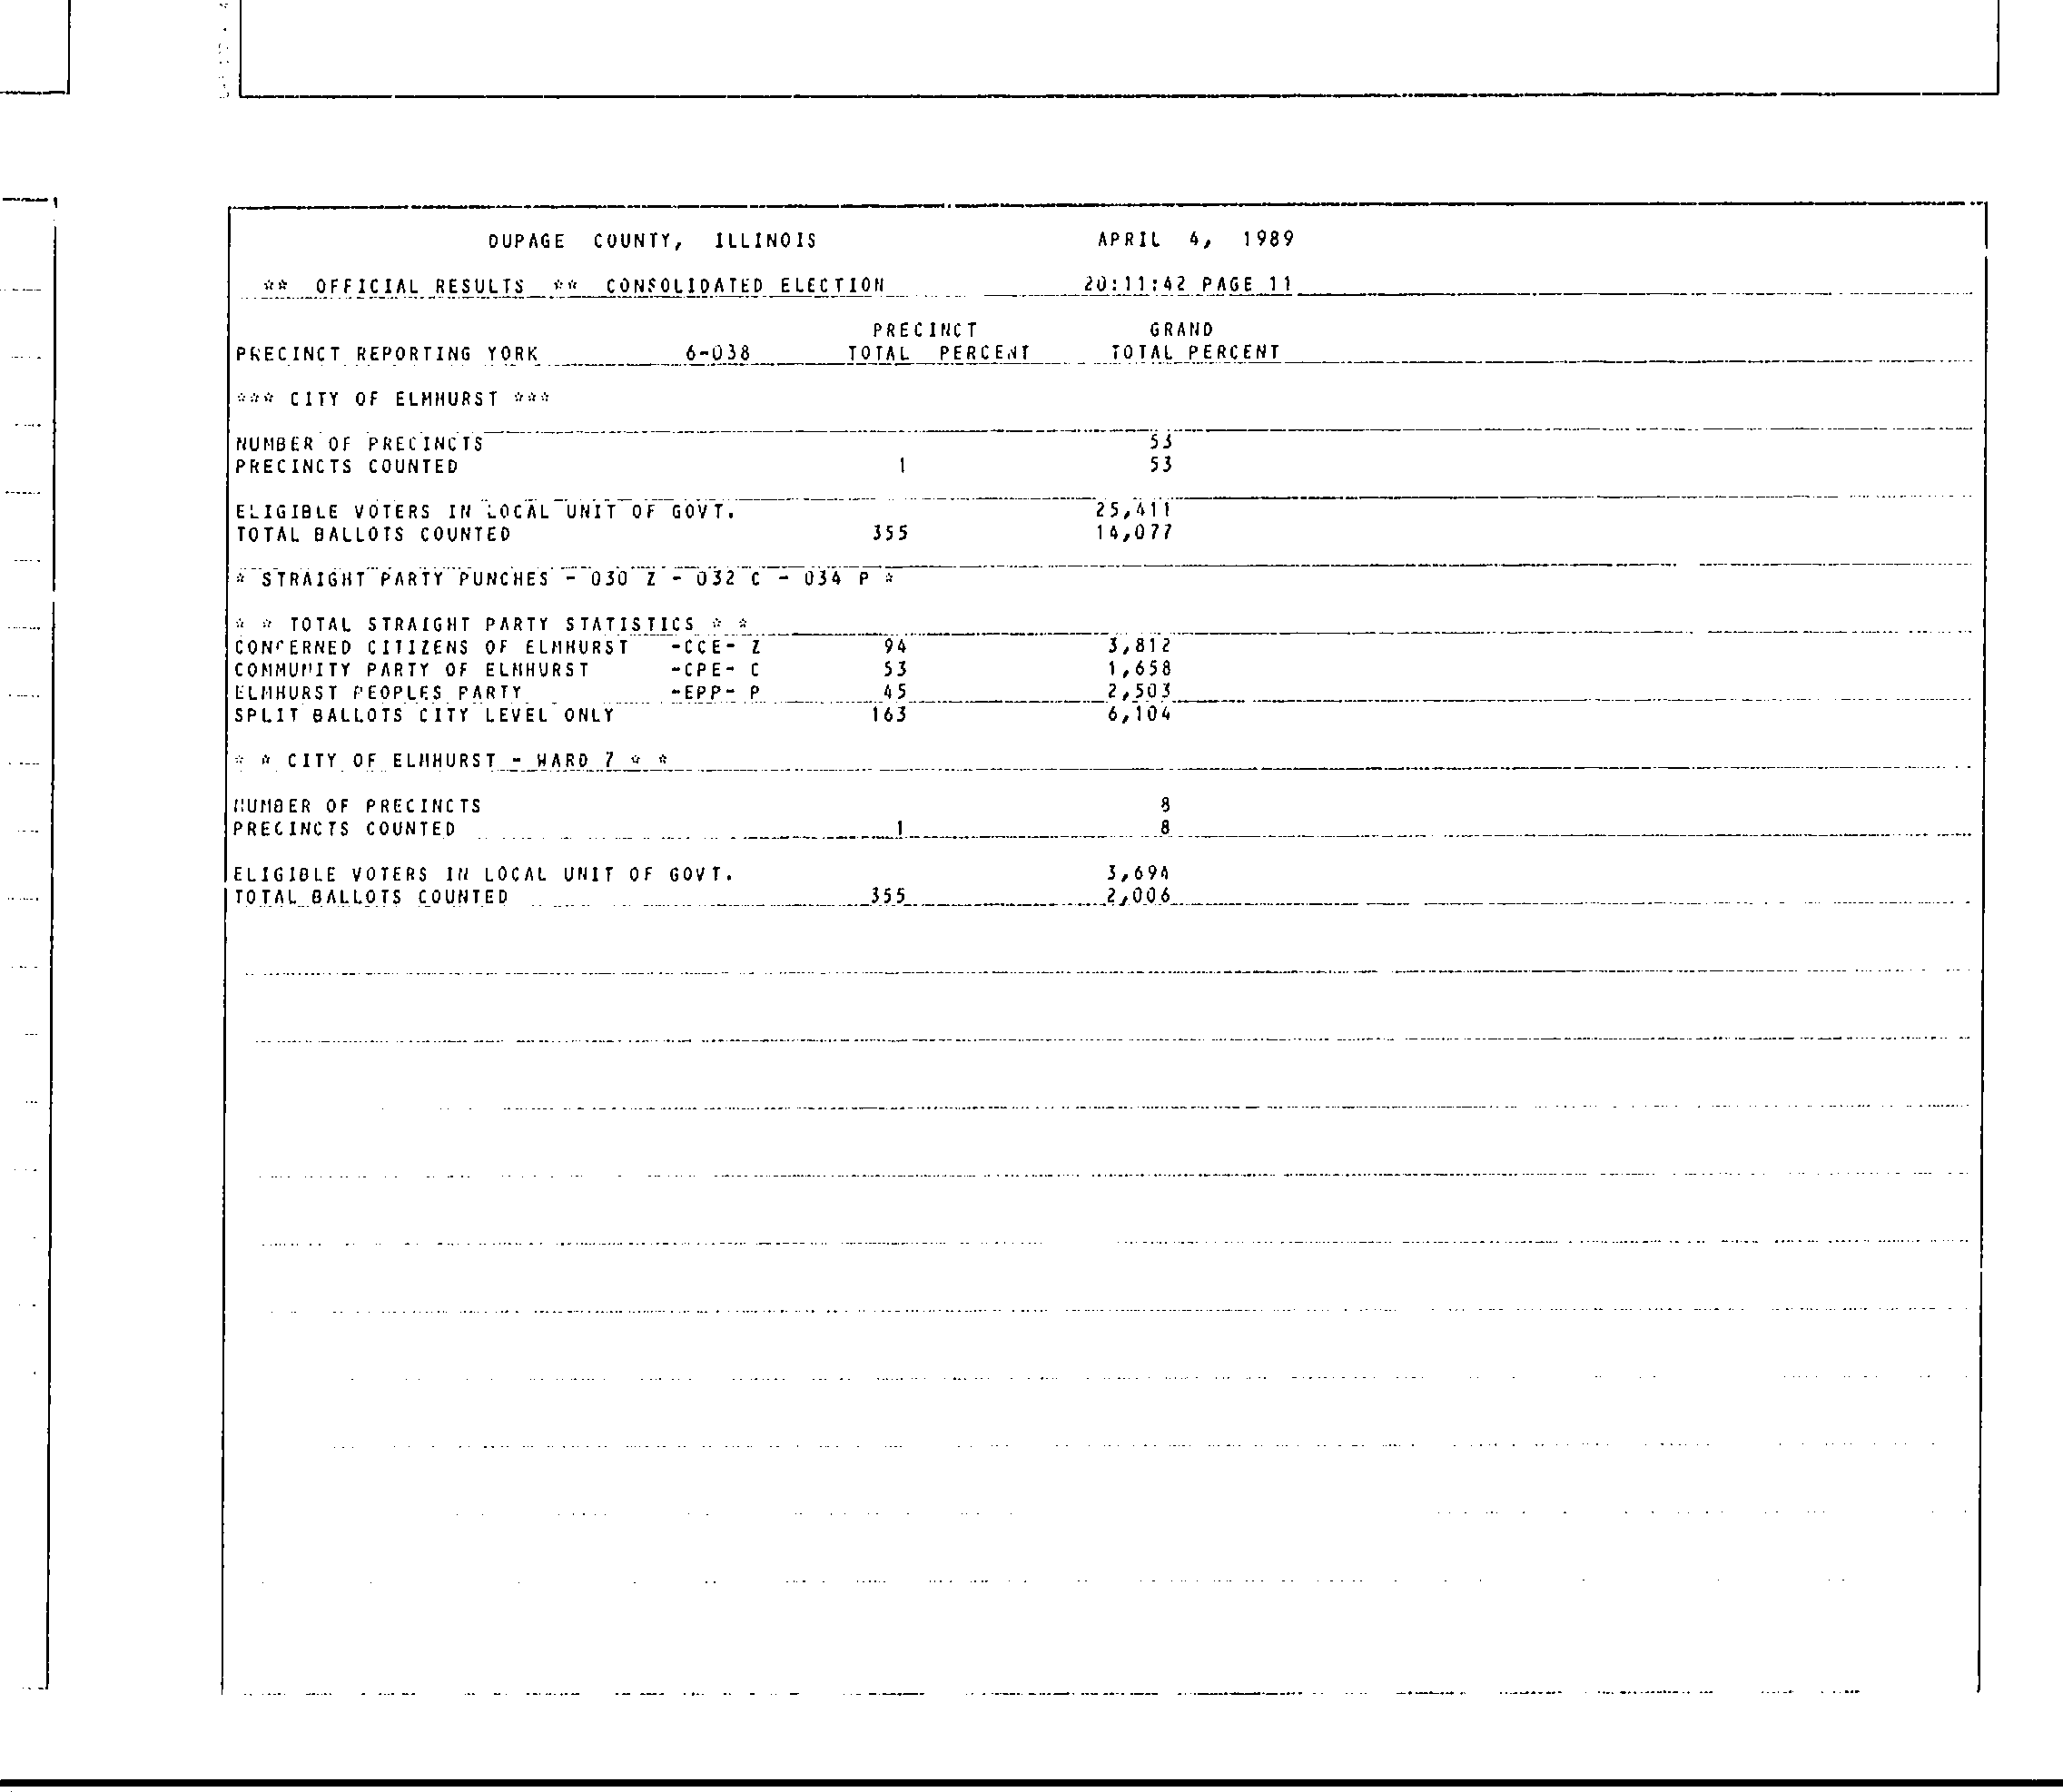 DUPAGE COUNTY, ILLINOIS APRIL 4, 1989
** OFFICIAL RESULTS ** CONSOLIDATED ELECTION 20:11:42 PAGE 11
PRECINCT GRAND
PRECINCT REPORTING YORK 6-038 TOTAL PERCENT TOTAL PERCENT
*** CITY OF ELMHURST ***
NUMBER OF PRECINCTS 53
PRECINCTS COUNTED 1 53
ELIGIBLE VOTERS IN LOCAL UNIT OF GOVT. 25,411
TOTAL BALLOTS COUNTED 355 14,077
* STRAIGHT PARTY PUNCHES - 030 Z - 032 C - 034 P *
* * TOTAL STRAIGHT PARTY STATISTICS * *
CONCERNED CITIZENS OF ELMHURST -CCE- Z 94 3,812
COMMUNITY PARTY OF ELMHURST -CPE- C 53 1,658
ELMHURST PEOPLES PARTY -EPP- P 45 2,503
SPLIT BALLOTS CITY LEVEL ONLY 163 6,104
* * CITY OF ELMHURST - WARD 7 * *
NUMBER OF PRECINCTS 8
PRECINCTS COUNTED 1 8
ELIGIBLE VOTERS IN LOCAL UNIT OF GOVT. 3,694
TOTAL BALLOTS COUNTED 355 2,006